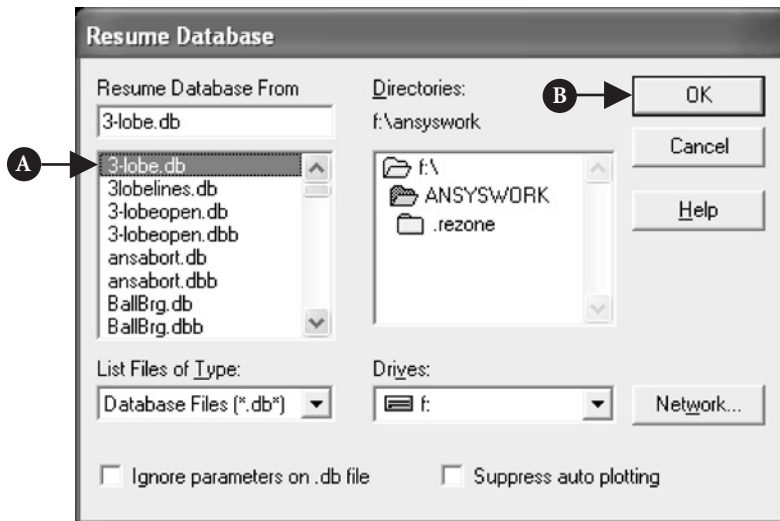 Resume Database
Resume Database From
3-lobe.db
3-lobe.db
3lobelines.db
3-lobeopen.db
3-lobeopen.dbb
ansabort.db
ansabort.dbb
BallBrg.db
BallBrg.dbb
List Files of Type:
Database Files (*.db*)
Directories:
f:\ansyswork
f:\
ANSYSWORK
.rezone
Drives:
f:
OK
Cancel
Help
Network...
Ignore parameters on .db file
Suppress auto plotting
A
B